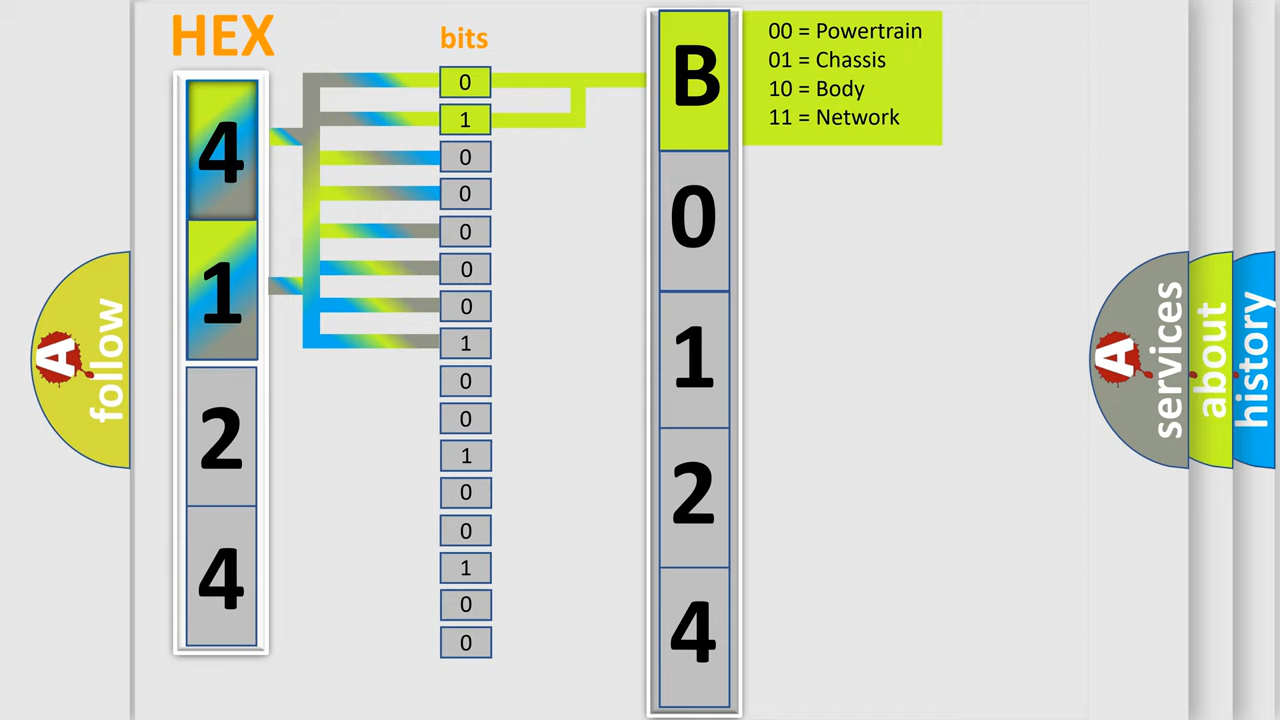 HEX
bits
4
1
2
4
0
1
0
0
0
0
0
1
0
0
1
0
0
1
0
0
B
0
1
2
4
00 = Powertrain
01 = Chassis
10 = Body
11 = Network
A
follow
A
services
about
history